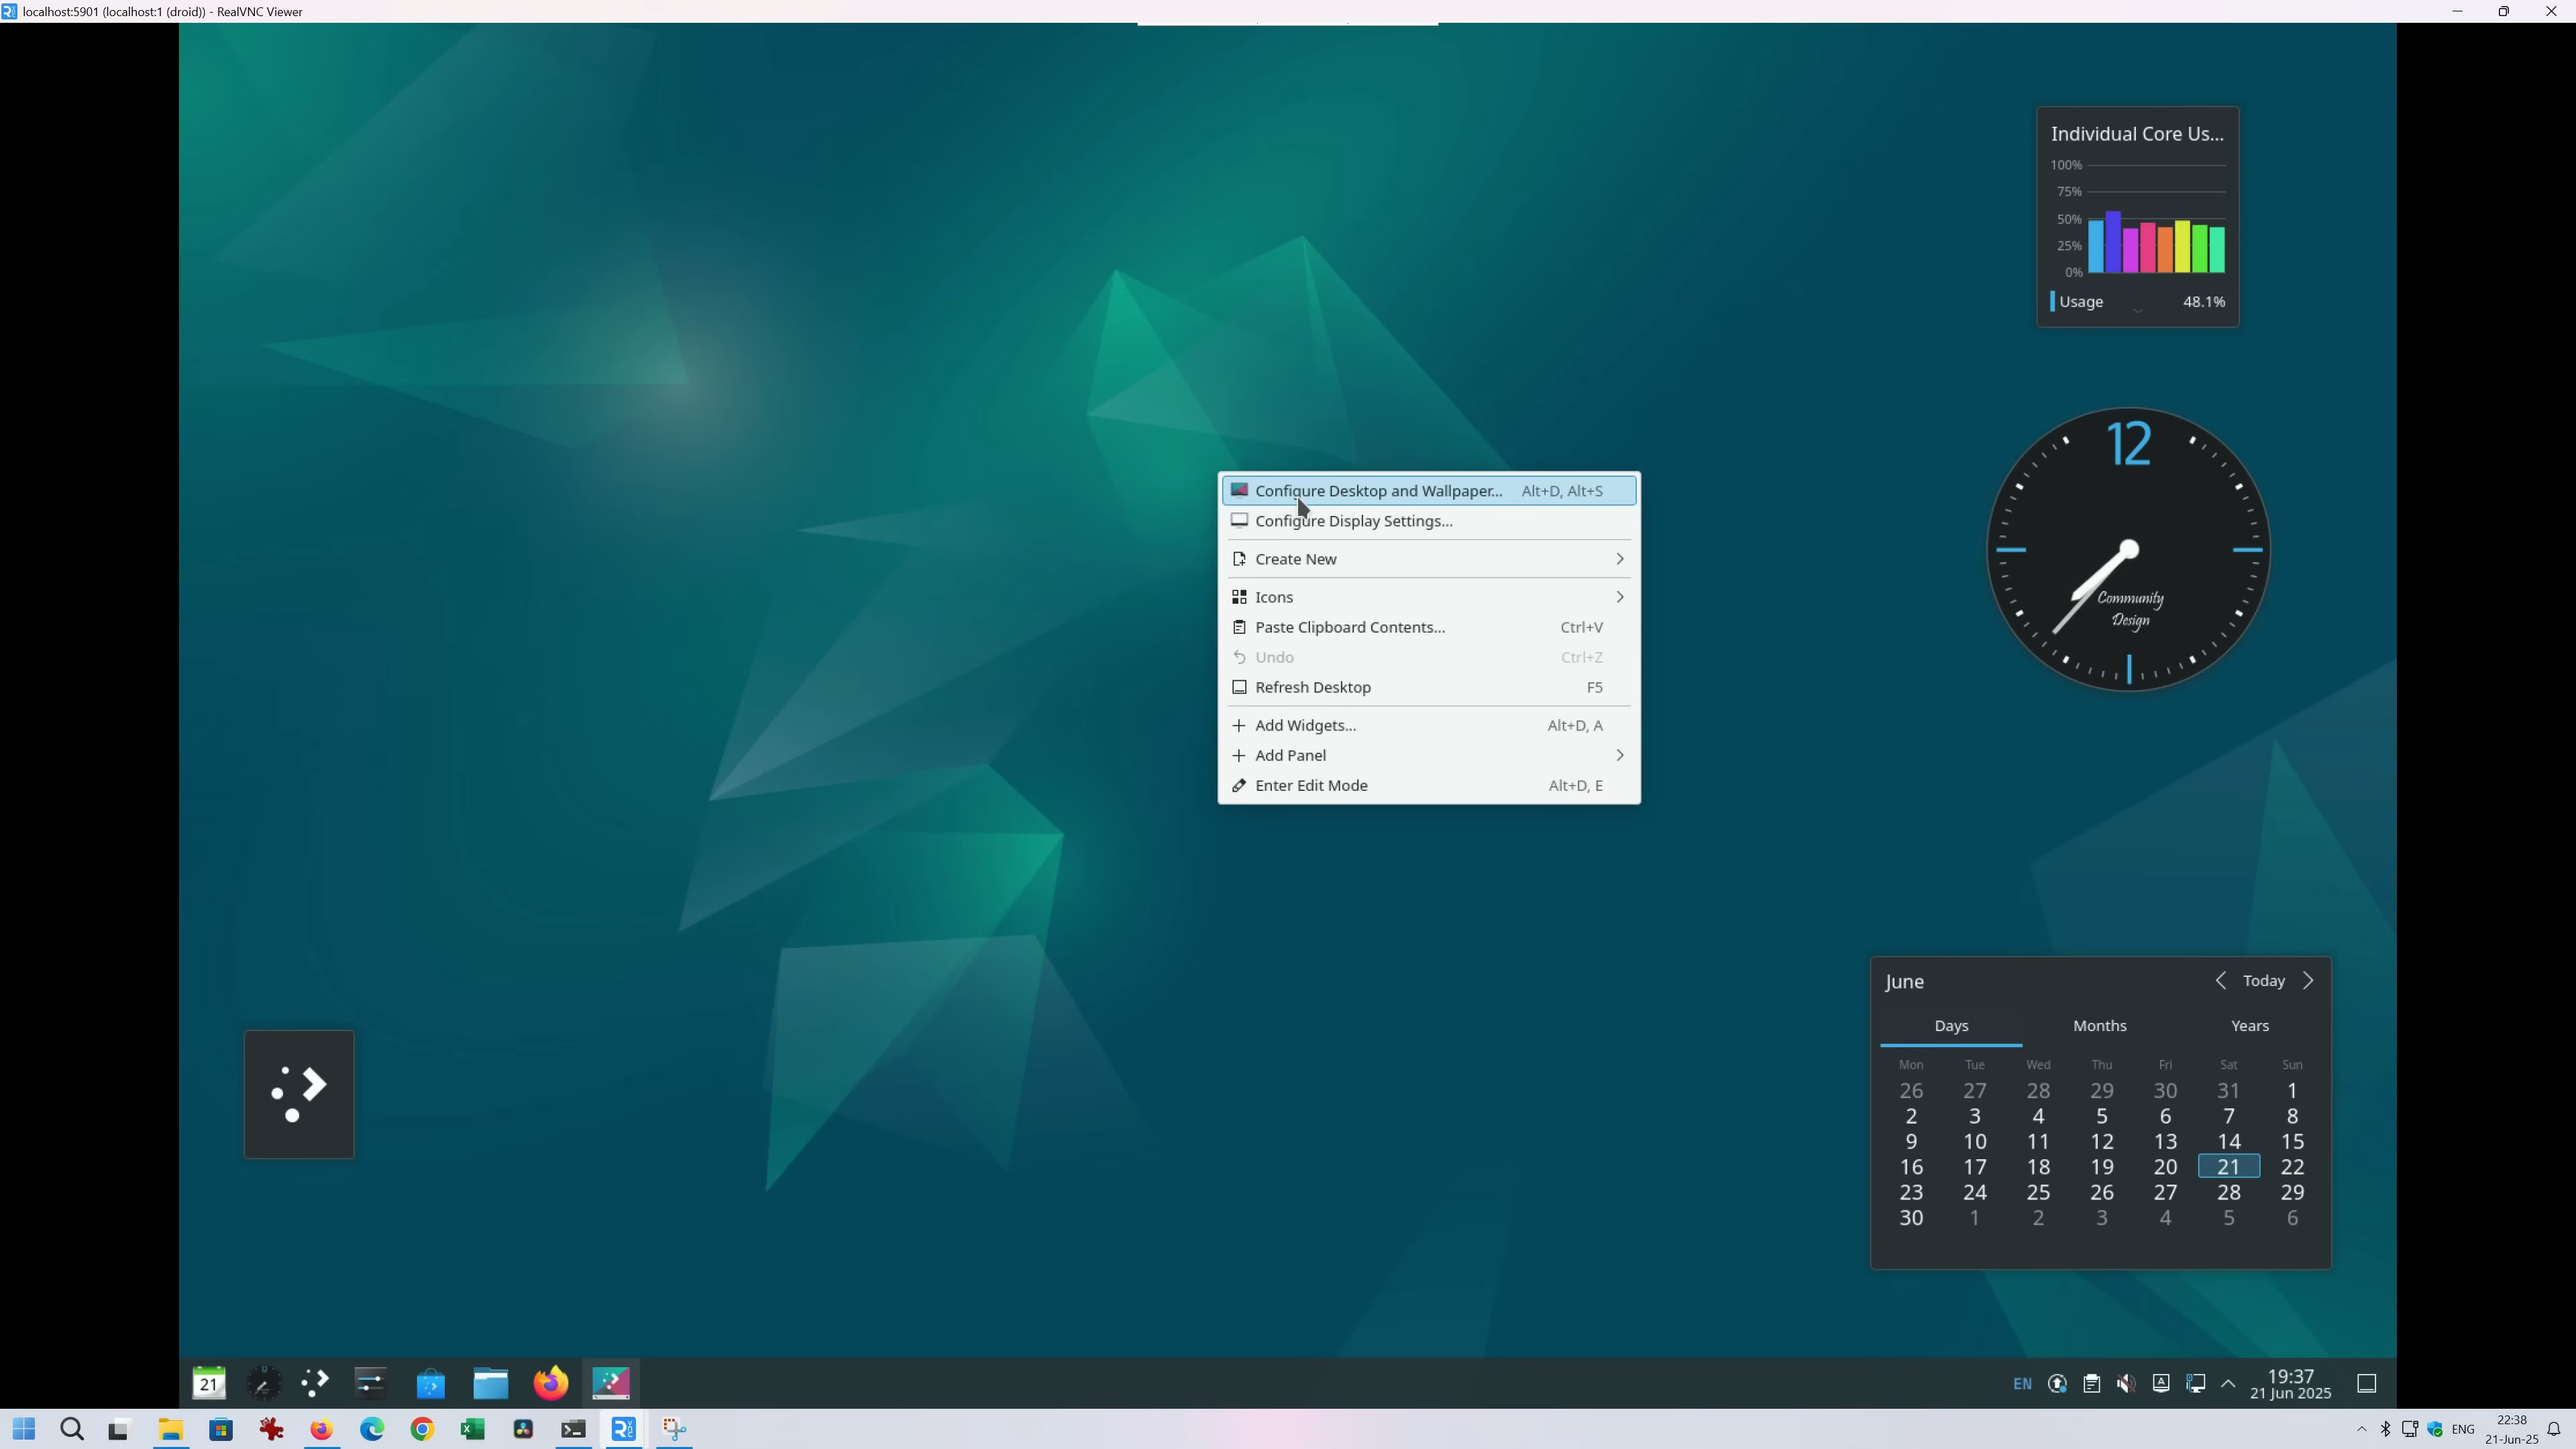 localhost:5901 (localhost:1 (droid)) - RealVNC Viewer
Individual Core Us...
100%
75%
50%
25%
0%
Usage 48.1%
12
Community
Design
Configure Desktop and Wallpaper... Alt+D, Alt+S
Configure Display Settings...
Create New
Icons
Paste Clipboard Contents... Ctrl+V
Undo Ctrl+Z
Refresh Desktop F5
Add Widgets... Alt+D, A
Add Panel
Enter Edit Mode Alt+D, E
June Today
Days Months Years
Mon Tue Wed Thu Fri Sat Sun
26 27 28 29 30 31 1
2 3 4 5 6 7 8
9 10 11 12 13 14 15
16 17 18 19 20 21 22
23 24 25 26 27 28 29
30 1 2 3 4 5 6
21
EN
A
19:37
21 Jun 2025
ENG
22:38
21-Jun-25